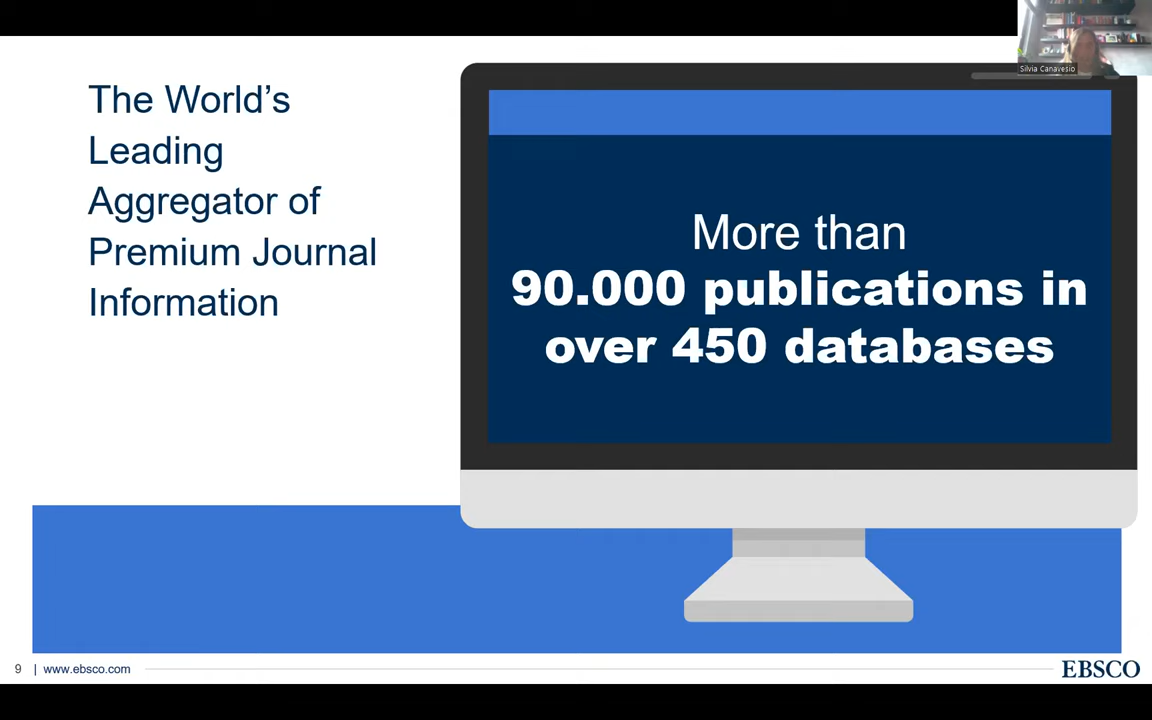 Silvia Canavesio
The World’s
Leading
Aggregator of
Premium Journal
Information
More than
90.000 publications in
over 450 databases
9 | www.ebsco.com
EBSCO